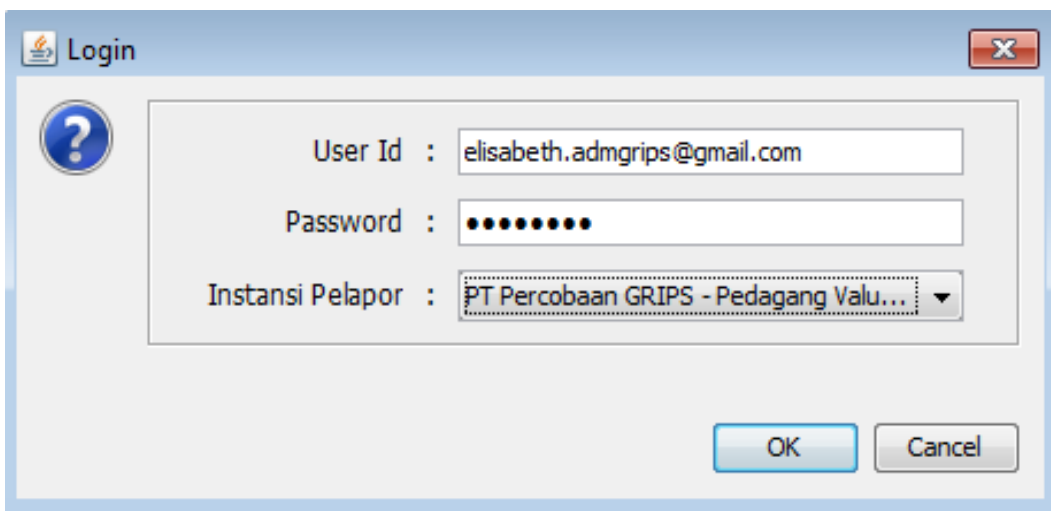 Login
User Id : elisabeth.admgrips@gmail.com
Password : ••••••••
Instansi Pelapor : PT Percobaan GRIPS - Pedagang Valu...
OK Cancel